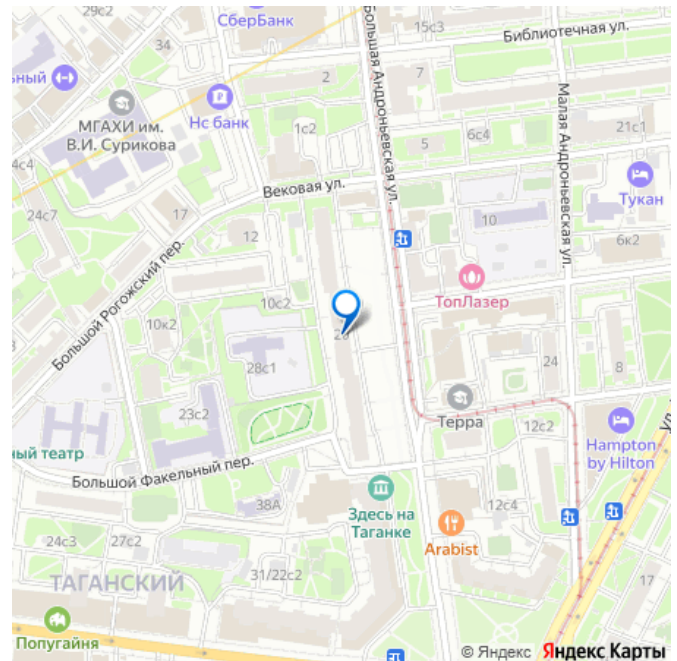 29с2
СберБанк
15с3
Библиотечная ул.
34
Большая Андроньевская ул.
ьный
2
7
МГАХИ им.
В.И. Сурикова
Нс банк
1с2
5
6с4
21с1
4с4
Малая Андроньевская ул.
Вековая ул.
Тукан
24с7
17
10
12
6к2
Большой Рогожский пер.
ТопЛазер
10с2
10к2
28с1
24
8
23с2
Терра
12с2
Hampton
by Hilton
ул.
ный театр
Большой Факельный пер.
38А
Здесь на
Таганке
12с4
Arabist
24с3
27с2
31/22с2
17
ТАГАНСКИЙ
Попугайня
© Яндекс Яндекс Карты